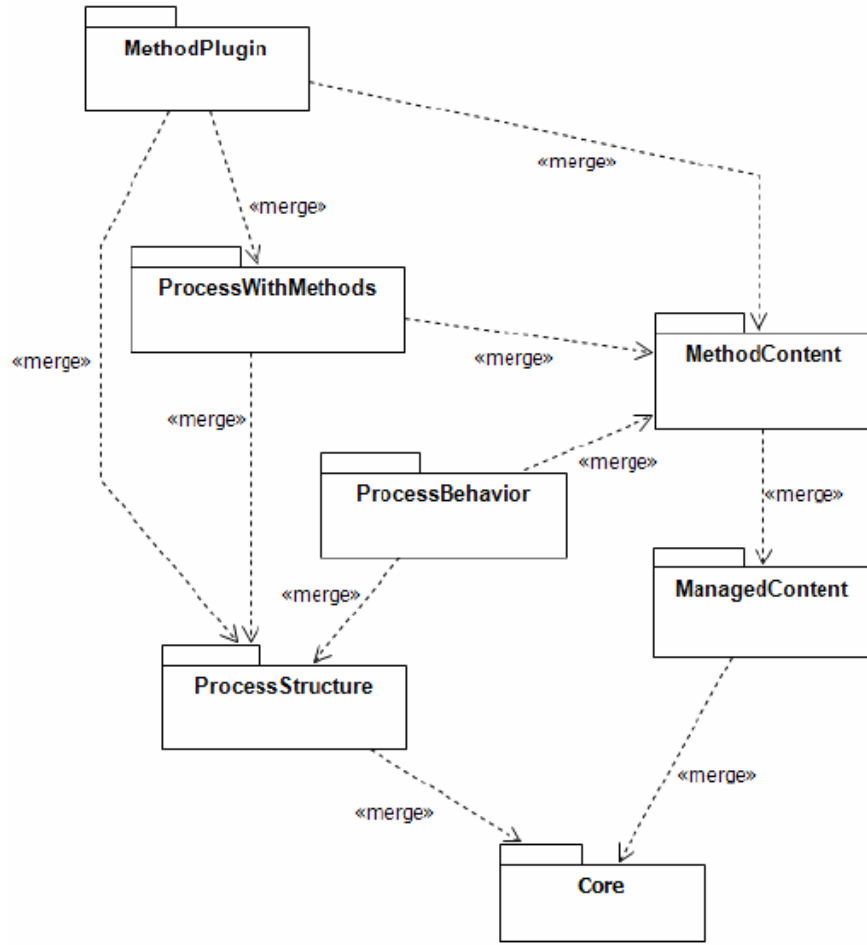 MethodPlugin
«merge»
«merge»
ProcessWithMethods
MethodContent
«merge»
«merge»
«merge»
«merge»
ProcessBehavior
«merge»
ManagedContent
«merge»
ProcessStructure
«merge»
«merge»
Core